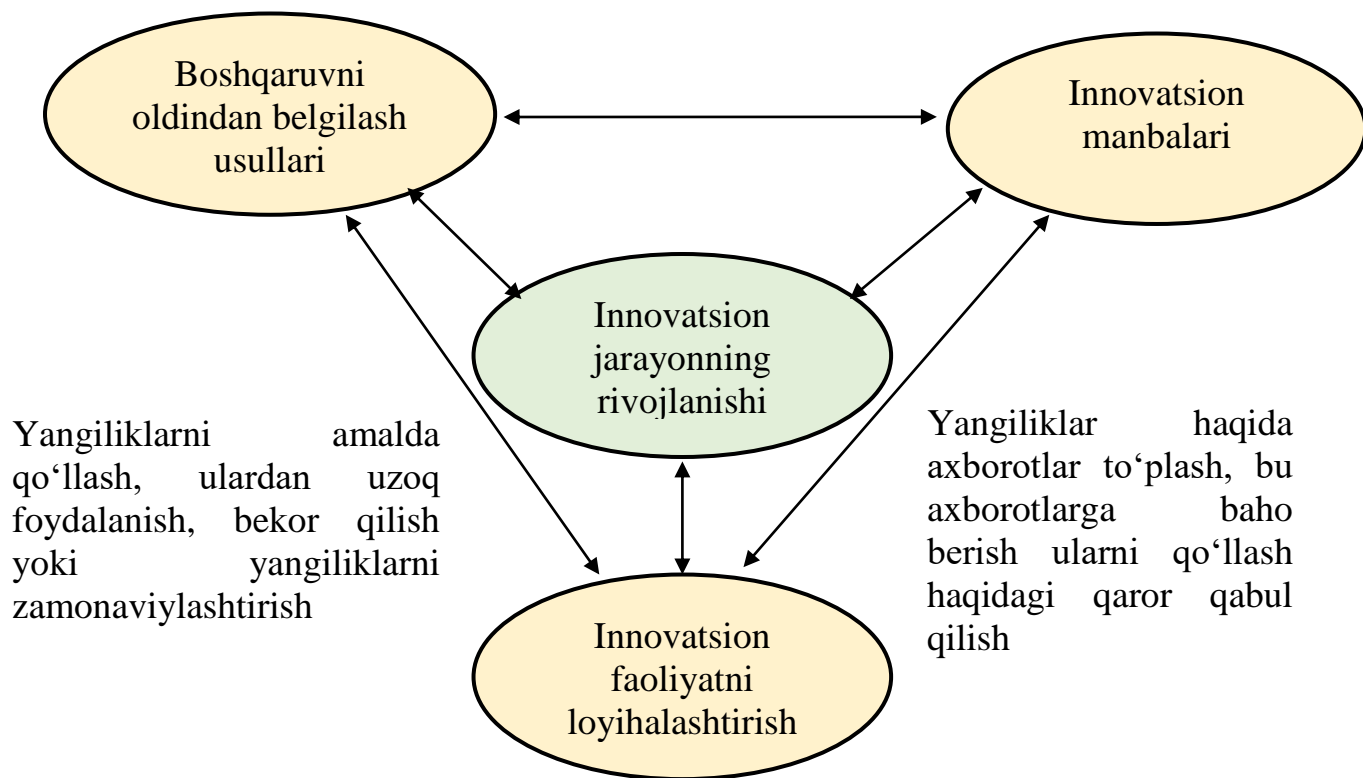 Boshqaruvni
oldindan belgilash
usullari
Innovatsion
manbalari
Innovatsion
jarayonning
rivojlanishi
Yangiliklarni amalda
qo‘llash, ulardan uzoq
foydalanish, bekor qilish
yoki yangiliklarni
zamonaviylashtirish
Yangiliklar haqida
axborotlar to‘plash, bu
axborotlarga baho
berish ularni qo‘llash
haqidagi qaror qabul
qilish
Innovatsion
faoliyatni
loyihalashtirish